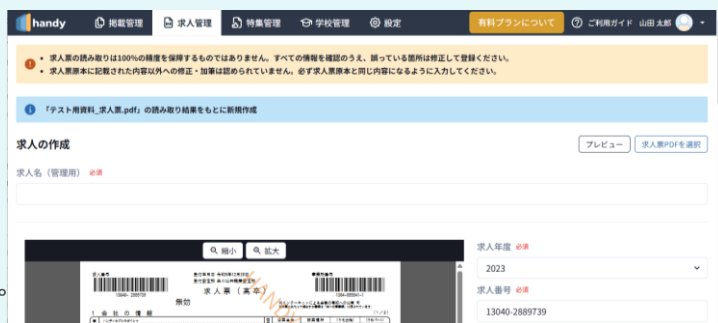 handy 掲載管理 求人管理 特集管理 学校管理 設定 有料プランについて ご利用ガイド 山田 太郎
• 求人票の読み取りは100%の精度を保障するものではありません。すべての情報を確認のうえ、誤っている箇所は修正して登録ください。
• 求人票原本に記載された内容以外への修正・加筆は認められていません。必ず求人票原本と同じ内容になるように入力してください。
「テスト用資料_求人票.pdf」の読み取り結果をもとに新規作成
求人の作成 プレビュー 求人票PDFを選択
求人名（管理用） 必須
縮小 拡大
求人年度 必須
2023
求人番号 必須
13040-2889739
求人票（高卒）
無効
1 会社の情報